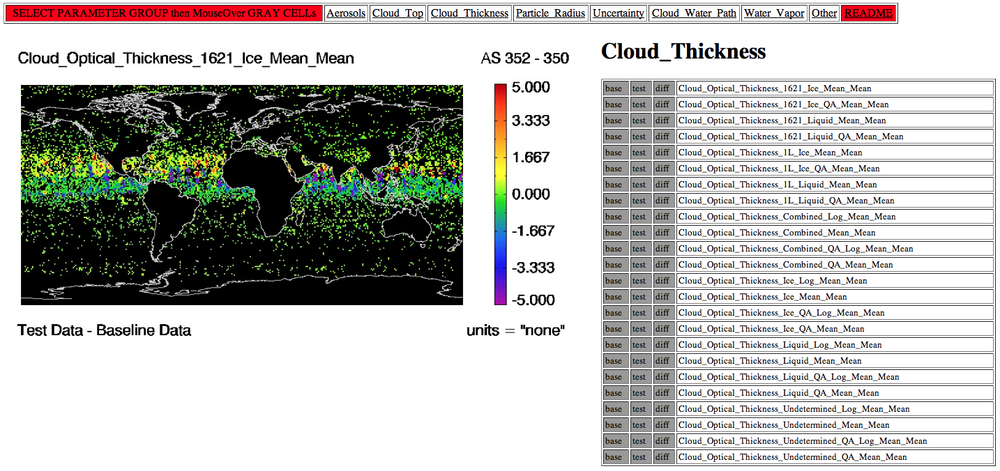 SELECT PARAMETER GROUP then MouseOver GRAY CELLs Aerosols Cloud_Top Cloud_Thickness Particle_Radius Uncertainty Cloud_Water_Path Water_Vapor Other README
Cloud_Optical_Thickness_1621_Ice_Mean_Mean AS 352 - 350
5.000
3.333
1.667
0.000
-1.667
-3.333
-5.000
Test Data - Baseline Data units = "none"
Cloud_Thickness
base test diff Cloud_Optical_Thickness_1621_Ice_Mean_Mean
base test diff Cloud_Optical_Thickness_1621_Ice_QA_Mean_Mean
base test diff Cloud_Optical_Thickness_1621_Liquid_Mean_Mean
base test diff Cloud_Optical_Thickness_1621_Liquid_QA_Mean_Mean
base test diff Cloud_Optical_Thickness_1L_Ice_Mean_Mean
base test diff Cloud_Optical_Thickness_1L_Ice_QA_Mean_Mean
base test diff Cloud_Optical_Thickness_1L_Liquid_Mean_Mean
base test diff Cloud_Optical_Thickness_1L_Liquid_QA_Mean_Mean
base test diff Cloud_Optical_Thickness_Combined_Log_Mean_Mean
base test diff Cloud_Optical_Thickness_Combined_Mean_Mean
base test diff Cloud_Optical_Thickness_Combined_QA_Log_Mean_Mean
base test diff Cloud_Optical_Thickness_Combined_QA_Mean_Mean
base test diff Cloud_Optical_Thickness_Ice_Log_Mean_Mean
base test diff Cloud_Optical_Thickness_Ice_Mean_Mean
base test diff Cloud_Optical_Thickness_Ice_QA_Log_Mean_Mean
base test diff Cloud_Optical_Thickness_Ice_QA_Mean_Mean
base test diff Cloud_Optical_Thickness_Liquid_Log_Mean_Mean
base test diff Cloud_Optical_Thickness_Liquid_Mean_Mean
base test diff Cloud_Optical_Thickness_Liquid_QA_Log_Mean_Mean
base test diff Cloud_Optical_Thickness_Liquid_QA_Mean_Mean
base test diff Cloud_Optical_Thickness_Undetermined_Log_Mean_Mean
base test diff Cloud_Optical_Thickness_Undetermined_Mean_Mean
base test diff Cloud_Optical_Thickness_Undetermined_QA_Log_Mean_Mean
base test diff Cloud_Optical_Thickness_Undetermined_QA_Mean_Mean